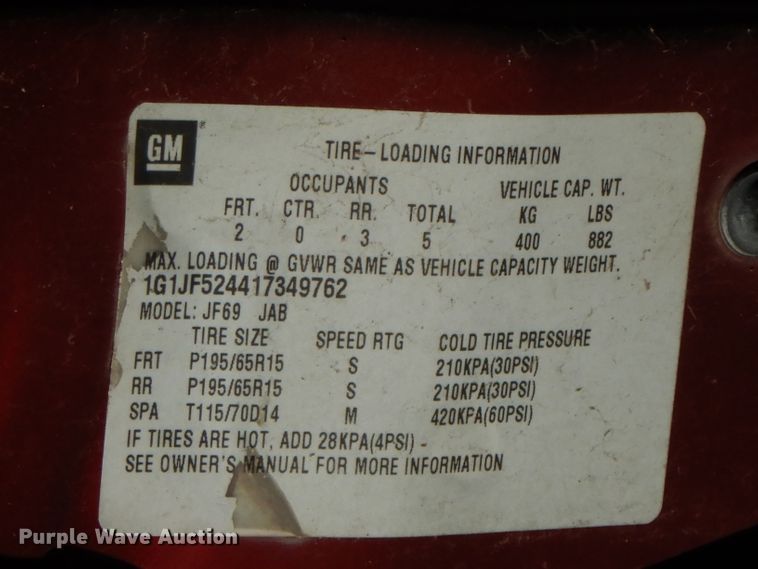 GM®
TIRE-LOADING INFORMATION
OCCUPANTS VEHICLE CAP. WT.
FRT. CTR. RR. TOTAL KG LBS
2 0 3 5 400 882
MAX. LOADING @ GVWR SAME AS VEHICLE CAPACITY WEIGHT.
1G1JF524417349762
MODEL: JF69 JAB
TIRE SIZE SPEED RTG COLD TIRE PRESSURE
FRT P195/65R15 S 210KPA(30PSI)
RR P195/65R15 S 210KPA(30PSI)
SPA T115/70D14 M 420KPA(60PSI)
IF TIRES ARE HOT, ADD 28KPA(4PSI) -
SEE OWNER'S MANUAL FOR MORE INFORMATION
Purple Wave Auction